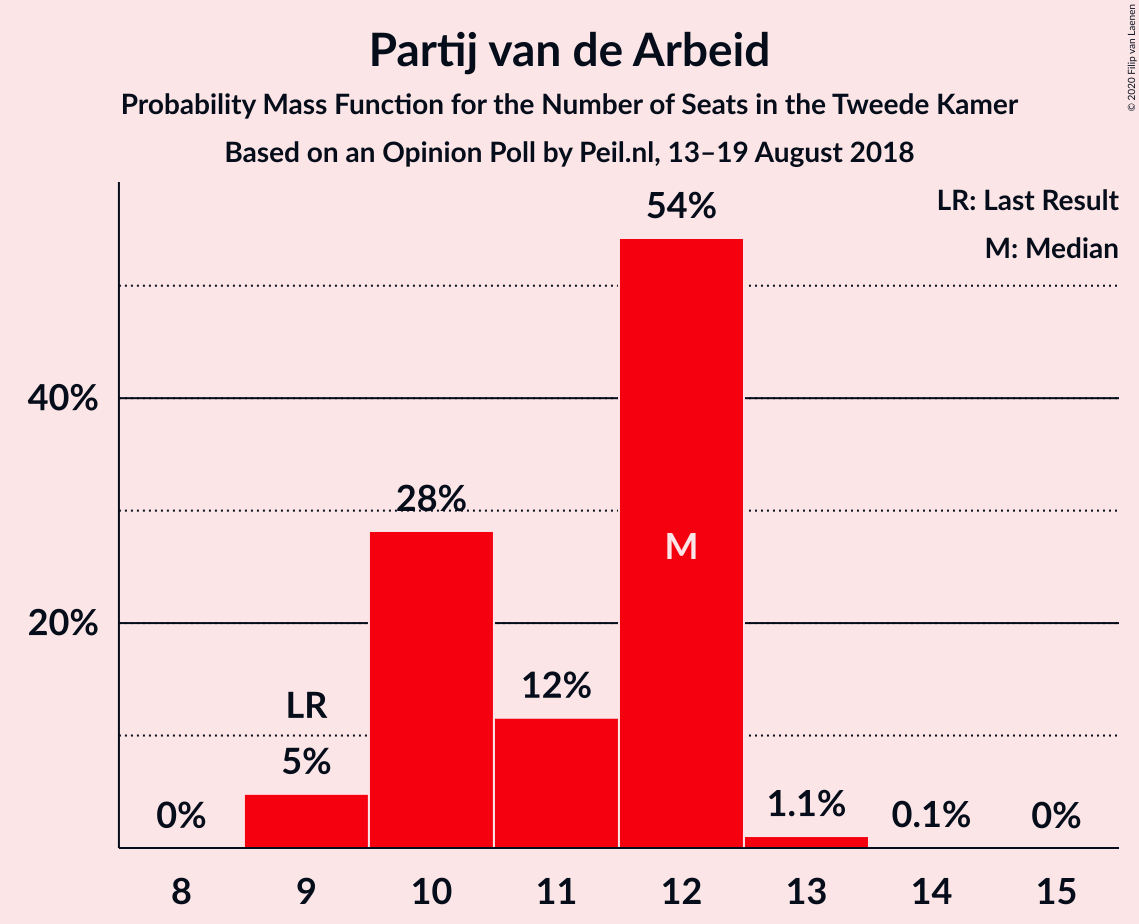 Partij van de Arbeid
Probability Mass Function for the Number of Seats in the Tweede Kamer
Based on an Opinion Poll by Peil.nl, 13–19 August 2018
© 2020 Filip van Laenen
LR: Last Result
M: Median
54%
40%
28%
M
20%
12%
LR
5%
0%
1.1%
0.1%
0%
8 9 10 11 12 13 14 15